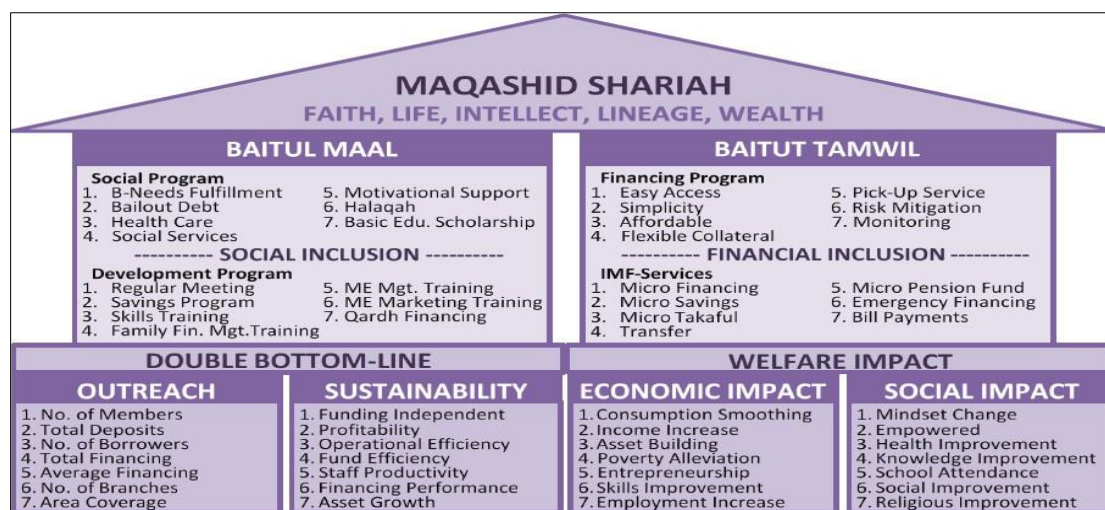 MAQASHID SHARIAH
FAITH, LIFE, INTELLECT, LINEAGE, WEALTH
BAITUL MAAL
Social Program
1. B-Needs Fulfillment
2. Bailout Debt
3. Health Care
4. Social Services
5. Motivational Support
6. Halaqah
7. Basic Edu. Scholarship
---------- SOCIAL INCLUSION ----------
Development Program
1. Regular Meeting
2. Savings Program
3. Skills Training
4. Family Fin. Mgt.Training
5. ME Mgt. Training
6. ME Marketing Training
7. Qardh Financing
BAITUT TAMWIL
Financing Program
1. Easy Access
2. Simplicity
3. Affordable
4. Flexible Collateral
5. Pick-Up Service
6. Risk Mitigation
7. Monitoring
---------- FINANCIAL INCLUSION ----------
IMF-Services
1. Micro Financing
2. Micro Savings
3. Micro Takaful
4. Transfer
5. Micro Pension Fund
6. Emergency Financing
7. Bill Payments
DOUBLE BOTTOM-LINE
OUTREACH
1. No. of Members
2. Total Deposits
3. No. of Borrowers
4. Total Financing
5. Average Financing
6. No. of Branches
7. Area Coverage
SUSTAINABILITY
1. Funding Independent
2. Profitability
3. Operational Efficiency
4. Fund Efficiency
5. Staff Productivity
6. Financing Performance
7. Asset Growth
WELFARE IMPACT
ECONOMIC IMPACT
1. Consumption Smoothing
2. Income Increase
3. Asset Building
4. Poverty Alleviation
5. Entrepreneurship
6. Skills Improvement
7. Employment Increase
SOCIAL IMPACT
1. Mindset Change
2. Empowered
3. Health Improvement
4. Knowledge Improvement
5. School Attendance
6. Social Improvement
7. Religious Improvement